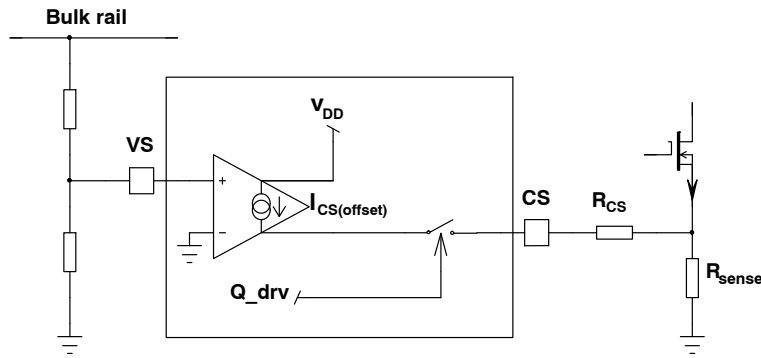 Bulk rail
VDD
VS
+
ICS(offset)
CS
RCS
−
Q_drv
Rsense